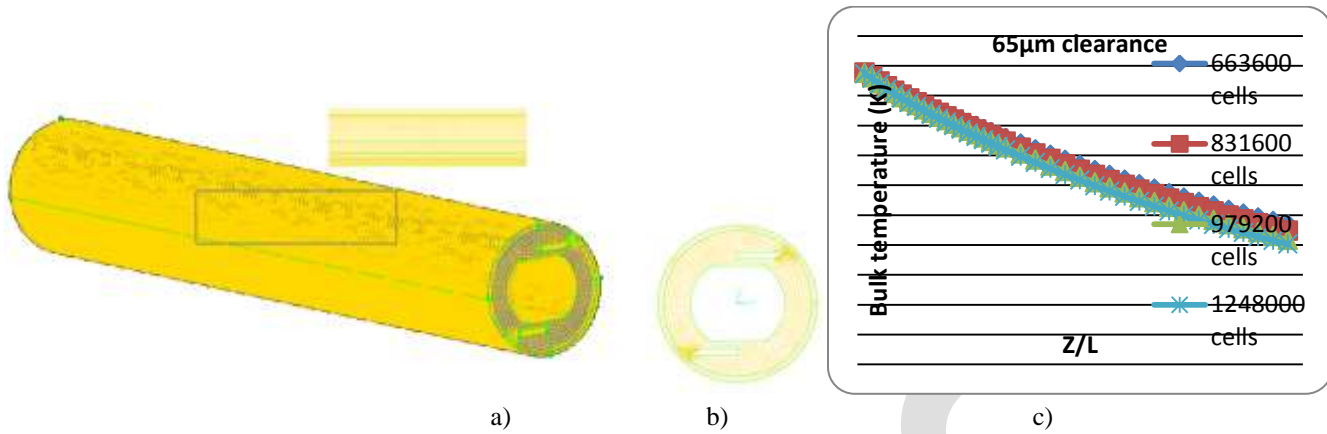 65µm clearance
Bulk temperature (K)
663600
cells
831600
cells
979200
cells
1248000
cells
Z/L
a)
b)
c)